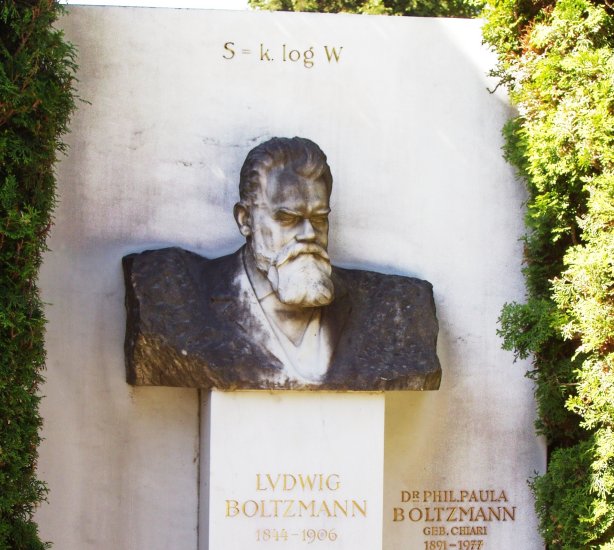 S = k. log W
LVDWIG
BOLTZMANN
1844 - 1906
DR PHIL. PAULA
BOLTZMANN
GEB. CHIARI
1891 - 1977